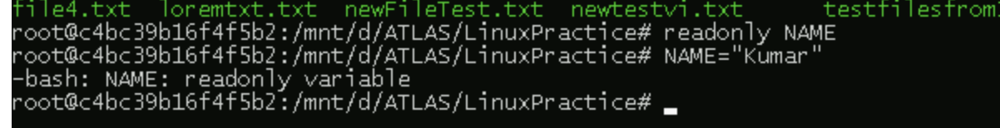 file4.txt loremtxt.txt newFileTest.txt newtestvi.txt testfilesfrom
root@c4bc39b16f4f5b2:/mnt/d/ATLAS/LinuxPractice# readonly NAME
root@c4bc39b16f4f5b2:/mnt/d/ATLAS/LinuxPractice# NAME="Kumar"
-bash: NAME: readonly variable
root@c4bc39b16f4f5b2:/mnt/d/ATLAS/LinuxPractice#